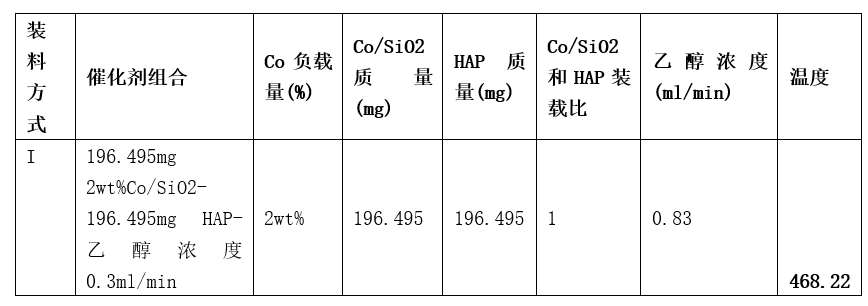 装料方式
催化剂组合
Co 负载量(%)
Co/SiO2 质量(mg)
HAP 质量(mg)
Co/SiO2 和 HAP 装载比
乙醇浓度(ml/min)
温度
I
196.495mg
2wt%Co/SiO2-
196.495mg HAP-
乙醇浓度
0.3ml/min
2wt%
196.495
196.495
1
0.83
468.22